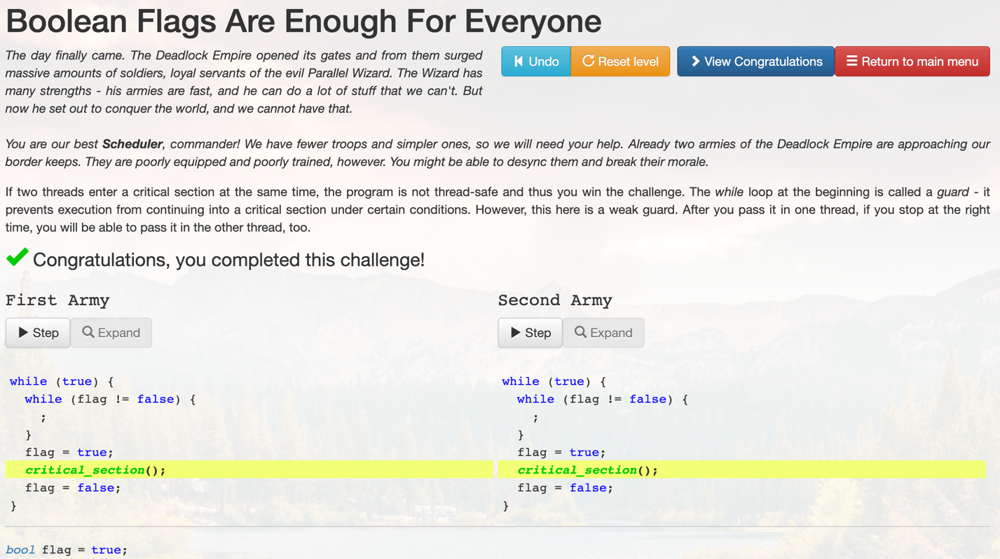 Boolean Flags Are Enough For Everyone
The day finally came. The Deadlock Empire opened its gates and from them surged
massive amounts of soldiers, loyal servants of the evil Parallel Wizard. The Wizard has
many strengths - his armies are fast, and he can do a lot of stuff that we can't. But
now he set out to conquer the world, and we cannot have that.
Undo
Reset level
View Congratulations
Return to main menu
You are our best Scheduler, commander! We have fewer troops and simpler ones, so we will need your help. Already two armies of the Deadlock Empire are approaching our
border keeps. They are poorly equipped and poorly trained, however. You might be able to desync them and break their morale.
If two threads enter a critical section at the same time, the program is not thread-safe and thus you win the challenge. The while loop at the beginning is called a guard - it
prevents execution from continuing into a critical section under certain conditions. However, this here is a weak guard. After you pass it in one thread, if you stop at the right
time, you will be able to pass it in the other thread, too.
Congratulations, you completed this challenge!
First Army
Step
Expand
while (true) {
while (flag != false) {
;
}
flag = true;
critical_section();
flag = false;
}
Second Army
Step
Expand
while (true) {
while (flag != false) {
;
}
flag = true;
critical_section();
flag = false;
}
bool flag = true;